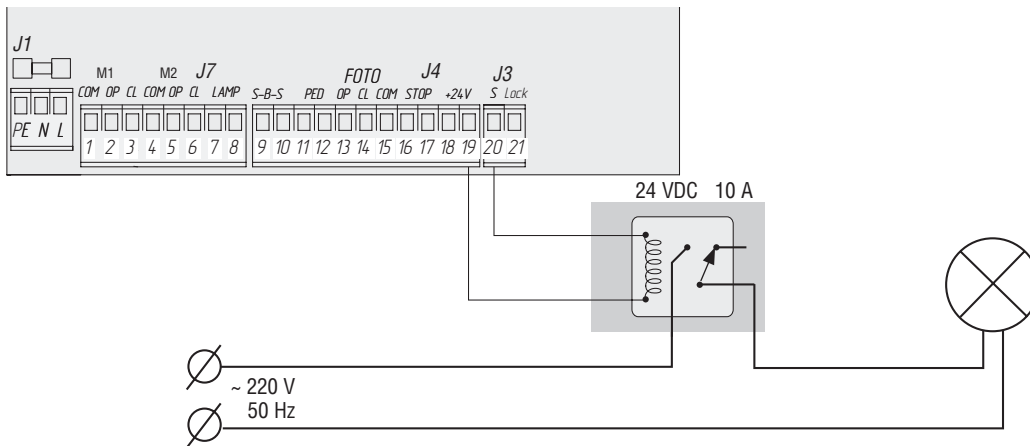 J1
M1 M2 J7 FOTO J4 J3
COM OP CL COM OP CL LAMP S-B-S PED OP CL COM STOP +24V S Lock
PE N L
1 2 3 4 5 6 7 8 9 10 11 12 13 14 15 16 17 18 19 20 21
24 VDC 10 A
~ 220 V
50 Hz